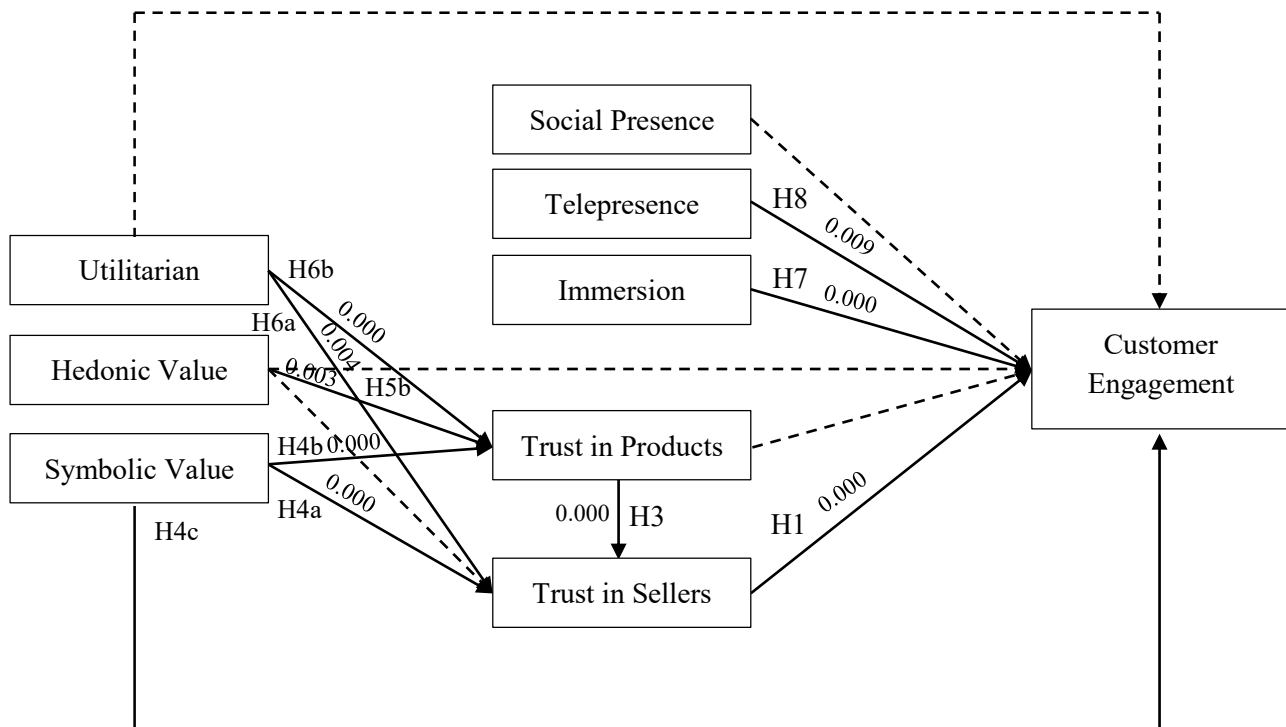 Social Presence
Telepresence
H8
0.009
Utilitarian
H6b
Immersion
H7
0.000
H6a
0.000
0.004
Hedonic Value
0.003
H5b
Customer
Engagement
Symbolic Value
H4b
0.000
Trust in Products
0.000
H4a
H4c
0.000
H3
H1
0.000
Trust in Sellers